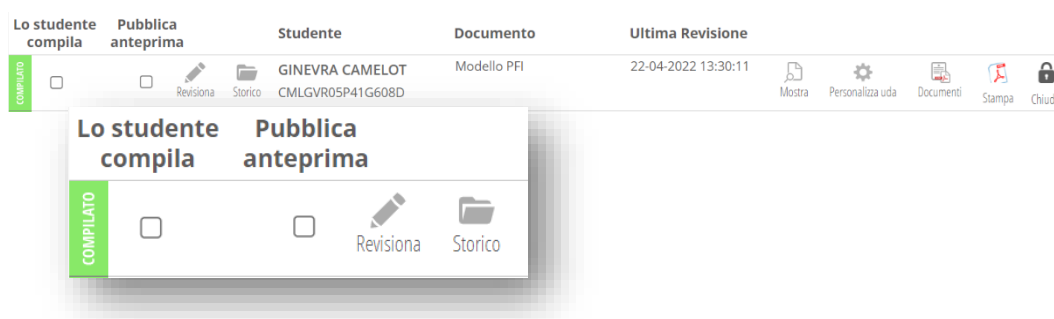 Lo studente compila Pubblica anteprima Studente Documento Ultima Revisione
COMPILATO Revisiona Storico GINEVRA CAMELOT Modello PFI 22-04-2022 13:30:11 Mostra Personalizza uda Documenti Stampa
CMLGVR05P41G608D
Lo studente Pubblica
compila anteprima
COMPILATO Revisiona Storico